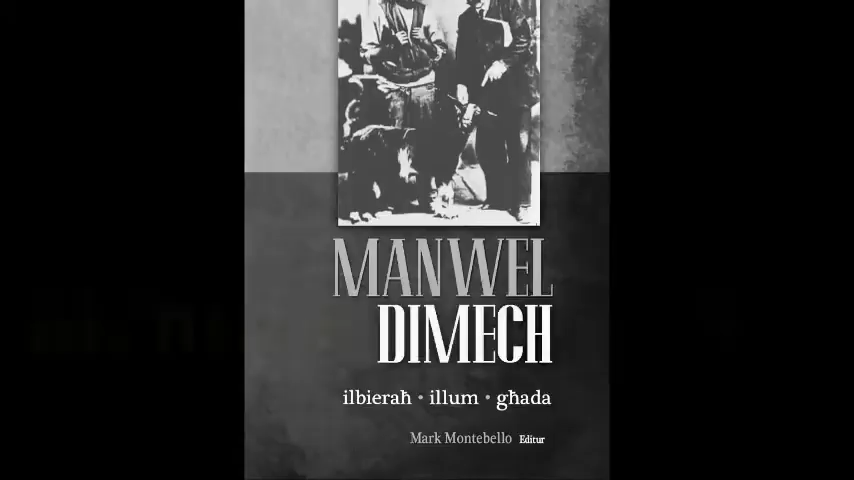 MANWEL
DIMECH
ilbieraħ • illum • għada
Mark Montebello Editur